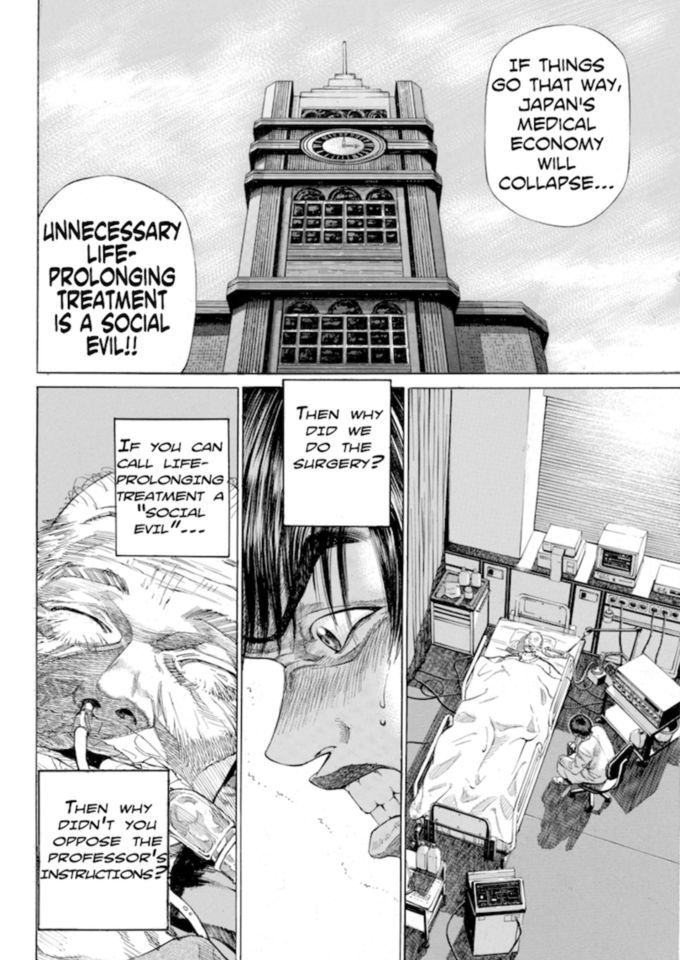 IF THINGS
GO THAT WAY,
JAPAN'S
MEDICAL
ECONOMY
WILL
COLLAPSE...
UNNECESSARY
LIFE-
PROLONGING
TREATMENT
IS A SOCIAL
EVIL!!
THEN WHY
DID WE
DO THE
SURGERY?
IF YOU CAN
CALL LIFE-
PROLONGING
TREATMENT A
"SOCIAL
EVIL"...
THEN WHY
DIDN'T YOU
OPPOSE THE
PROFESSOR'S
INSTRUCTIONS?